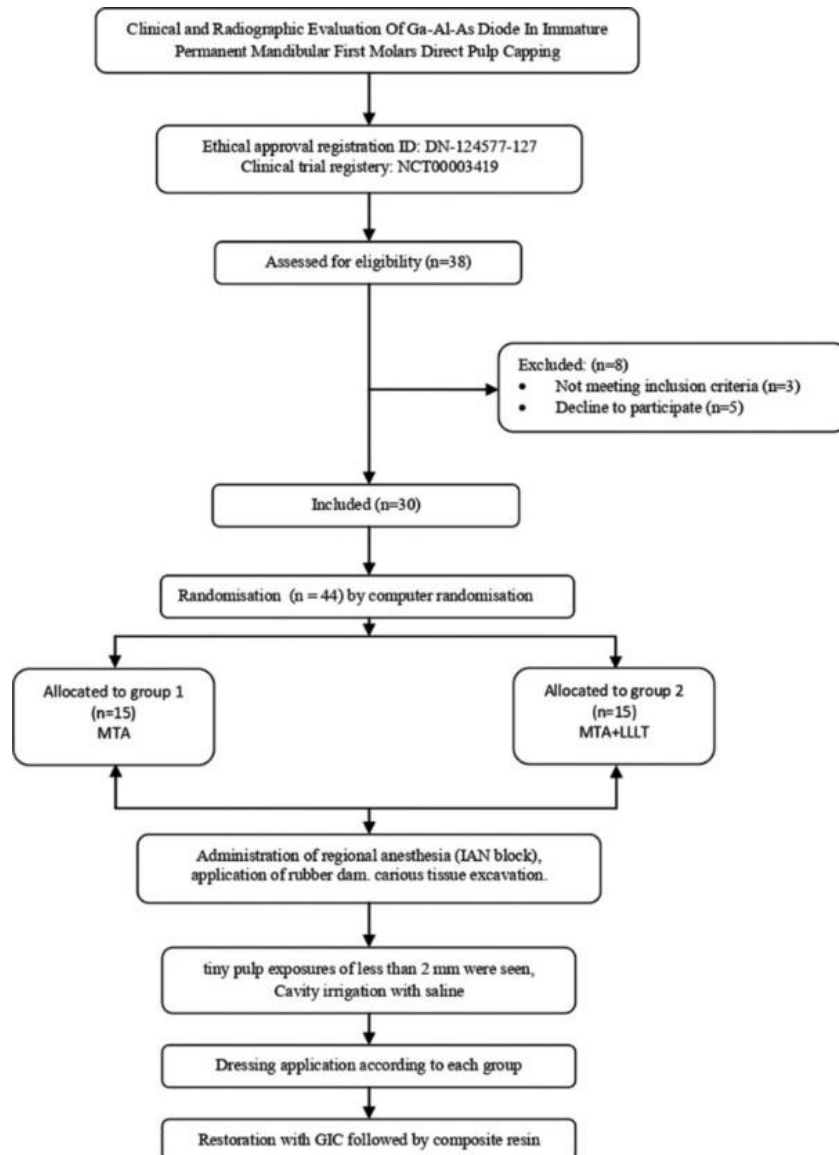 Clinical and Radiographic Evaluation Of Ga-Al-As Diode In Immature
Permanent Mandibular First Molars Direct Pulp Capping
Ethical approval registration ID: DN-124577-127
Clinical trial registery: NCT00003419
Assessed for eligibility (n=38)
Excluded: (n=8)
• Not meeting inclusion criteria (n=3)
• Decline to participate (n=5)
Included (n=30)
Randomisation (n = 44) by computer randomisation
Allocated to group 1
(n=15)
MTA
Allocated to group 2
(n=15)
MTA+LLLT
Administration of regional anesthesia (IAN block),
application of rubber dam. carious tissue excavation.
tiny pulp exposures of less than 2 mm were seen,
Cavity irrigation with saline
Dressing application according to each group
Restoration with GIC followed by composite resin